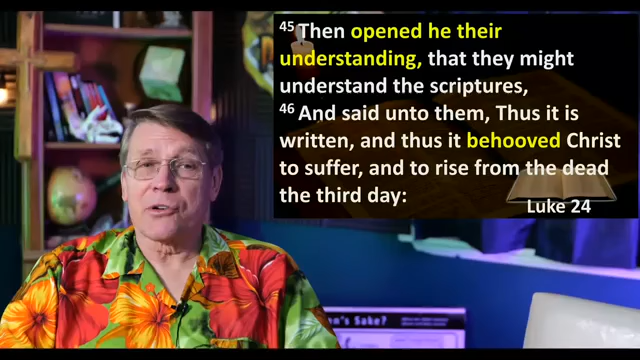 45 Then opened he their
understanding, that they might
understand the scriptures,
46 And said unto them, Thus it is
written, and thus it behooved Christ
to suffer, and to rise from the dead
the third day:
Luke 24
n's Sake?